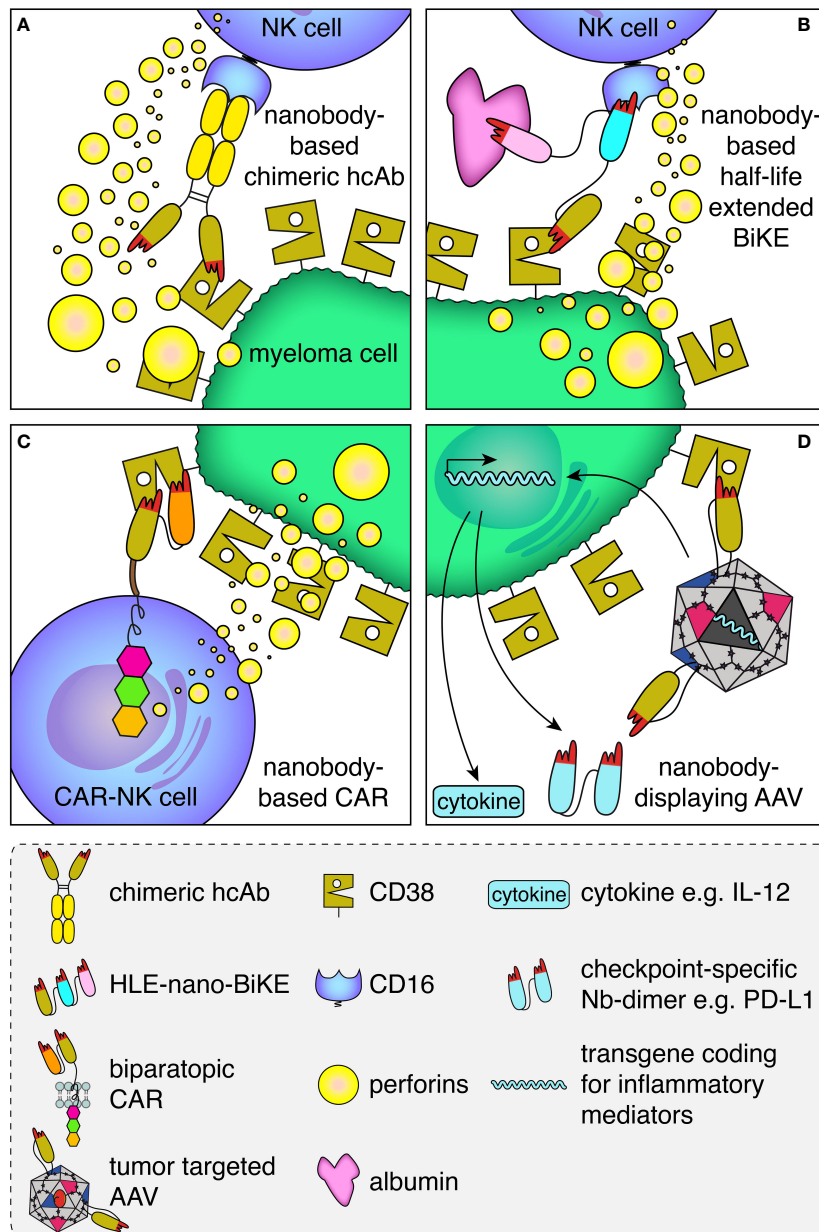 A
NK cell
nanobody-
based
chimeric hcAb
myeloma cell
B
NK cell
nanobody-
based
half-life
extended
BiKE
C
CAR-NK cell
nanobody-
based CAR
D
cytokine
nanobody-
displaying AAV
chimeric hcAb
CD38
cytokine
cytokine e.g. IL-12
HLE-nano-BiKE
CD16
checkpoint-specific
Nb-dimer e.g. PD-L1
biparatopic
CAR
perforins
transgene coding
for inflammatory
mediators
tumor targeted
AAV
albumin